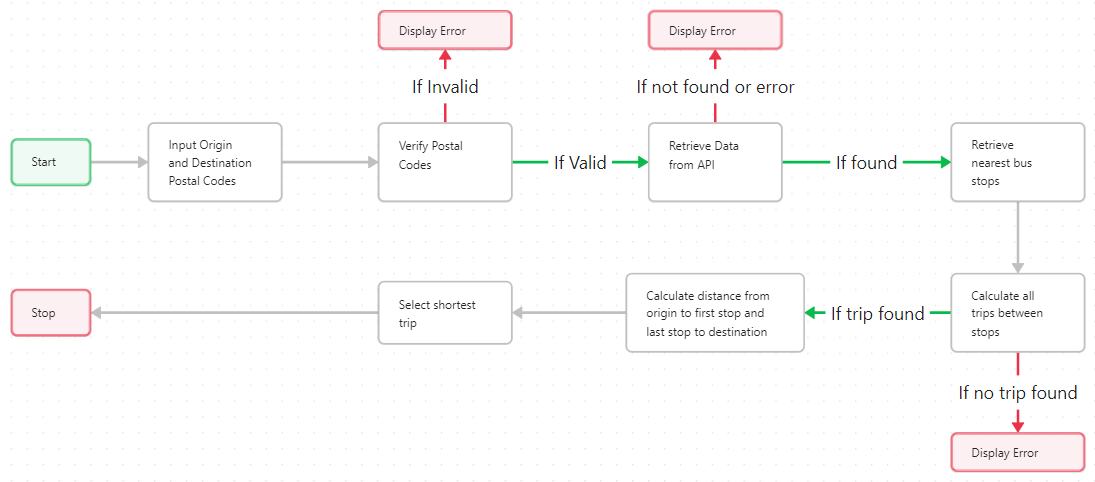 Display Error
Display Error
If Invalid
If not found or error
Start
Input Origin
and Destination
Postal Codes
Verify Postal
Codes
If Valid
Retrieve Data
from API
If found
Retrieve
nearest bus
stops
Stop
Select shortest
trip
Calculate distance from
origin to first stop and
last stop to destination
If trip found
Calculate all
trips between
stops
If no trip found
Display Error